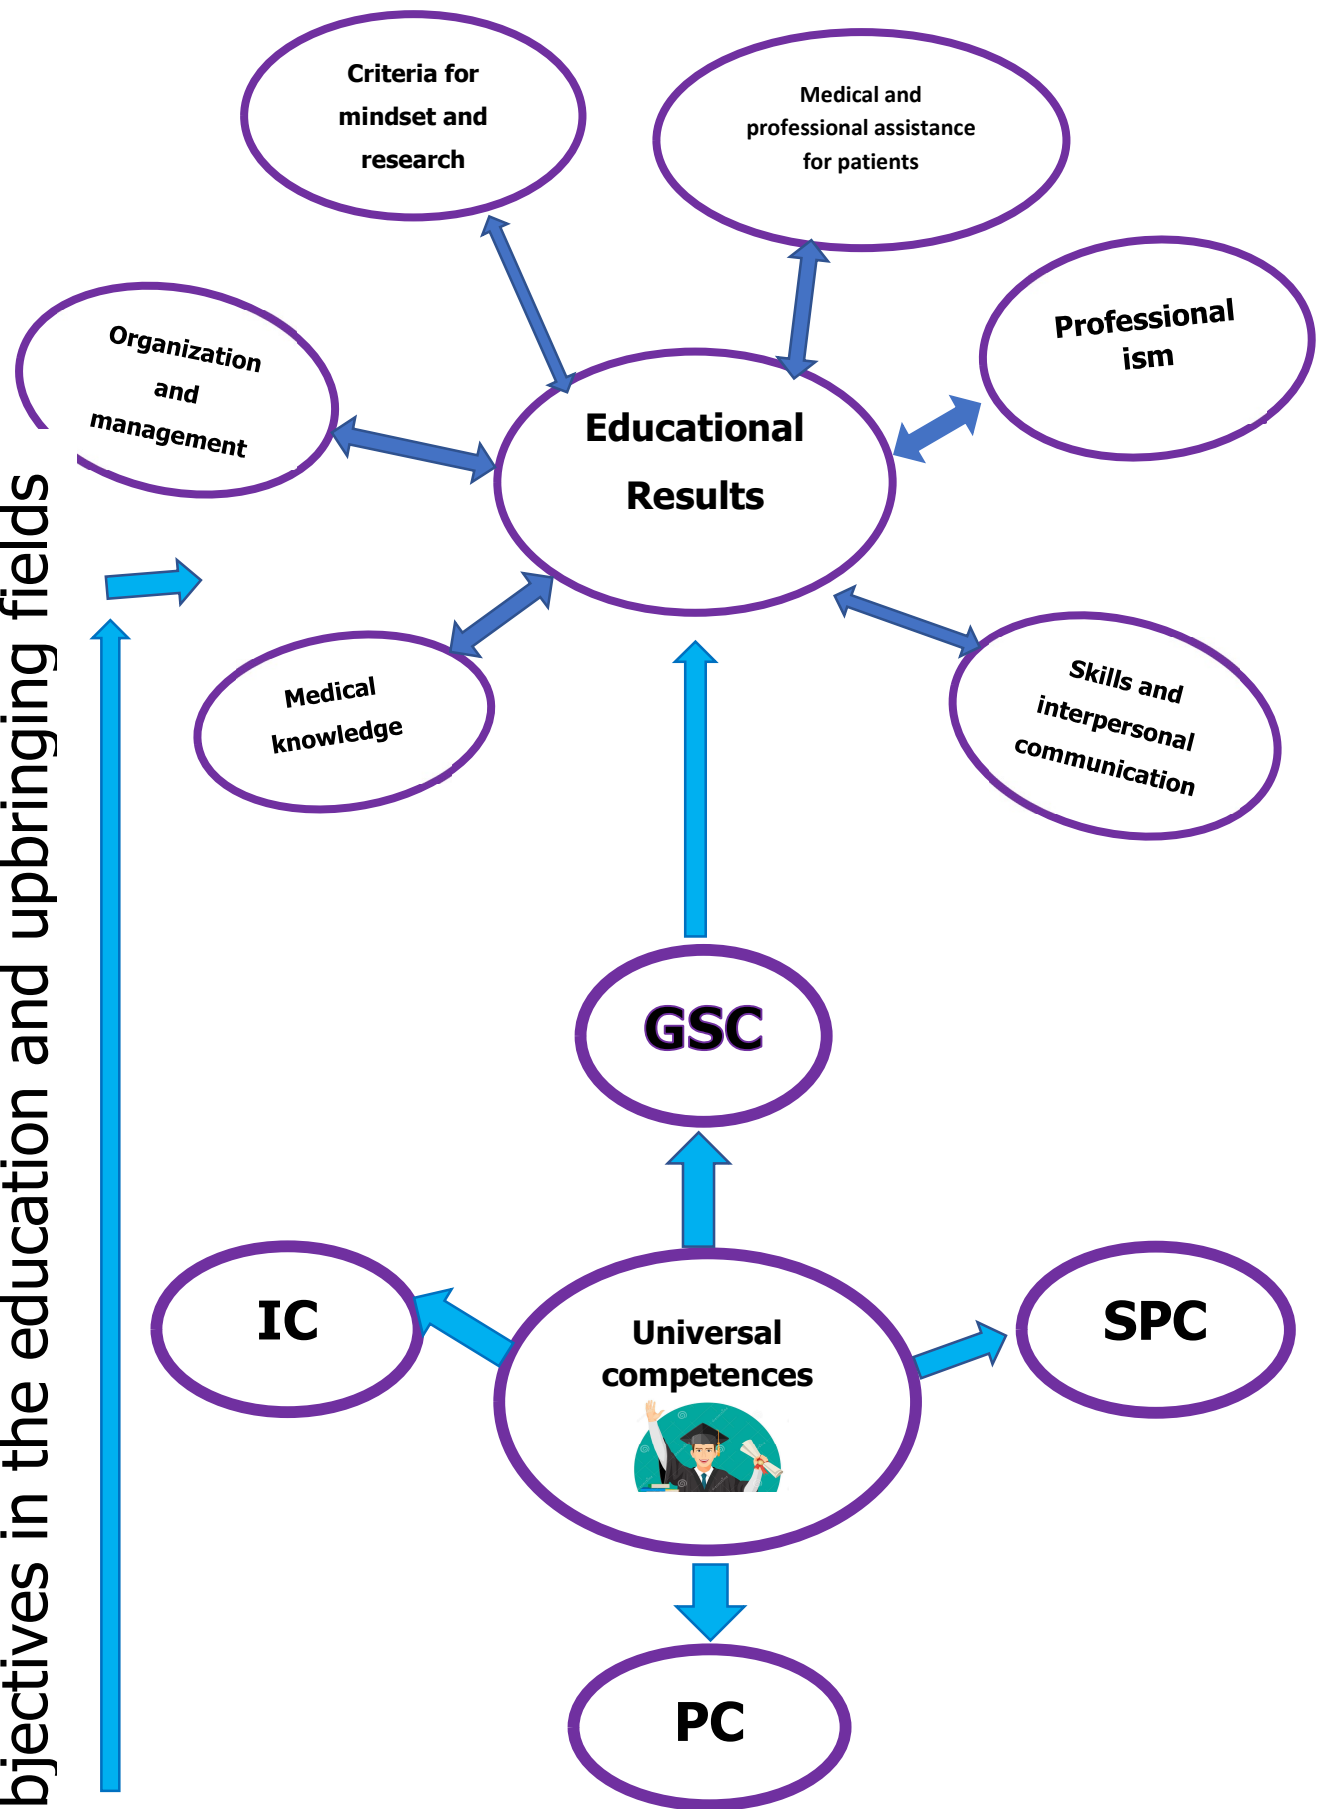 Criteria for
mindset and
research
Medical and
professional assistance
for patients
Organization
and
management
Professional
ism
Educational
Results
Medical
knowledge
Skills and
interpersonal
communication
bjectives in the education and upbringing fields
GSC
IC
Universal
competences
SPC
PC